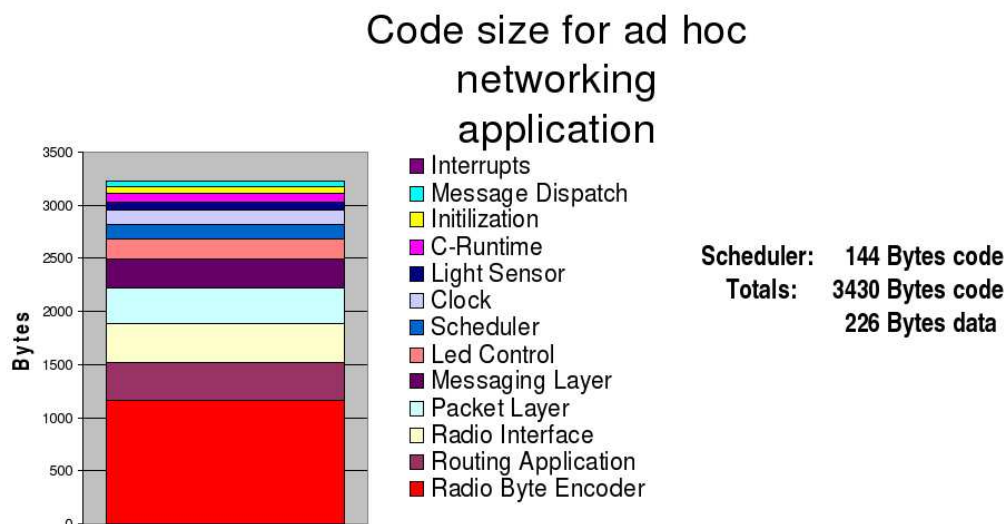 Code size for ad hoc
networking
application
3500
3000
2500
2000
1500
1000
500
0
Bytes
Interrupts
Message Dispatch
Initilization
C-Runtime
Light Sensor
Clock
Scheduler
Led Control
Messaging Layer
Packet Layer
Radio Interface
Routing Application
Radio Byte Encoder
Scheduler: 144 Bytes code
Totals: 3430 Bytes code
226 Bytes data